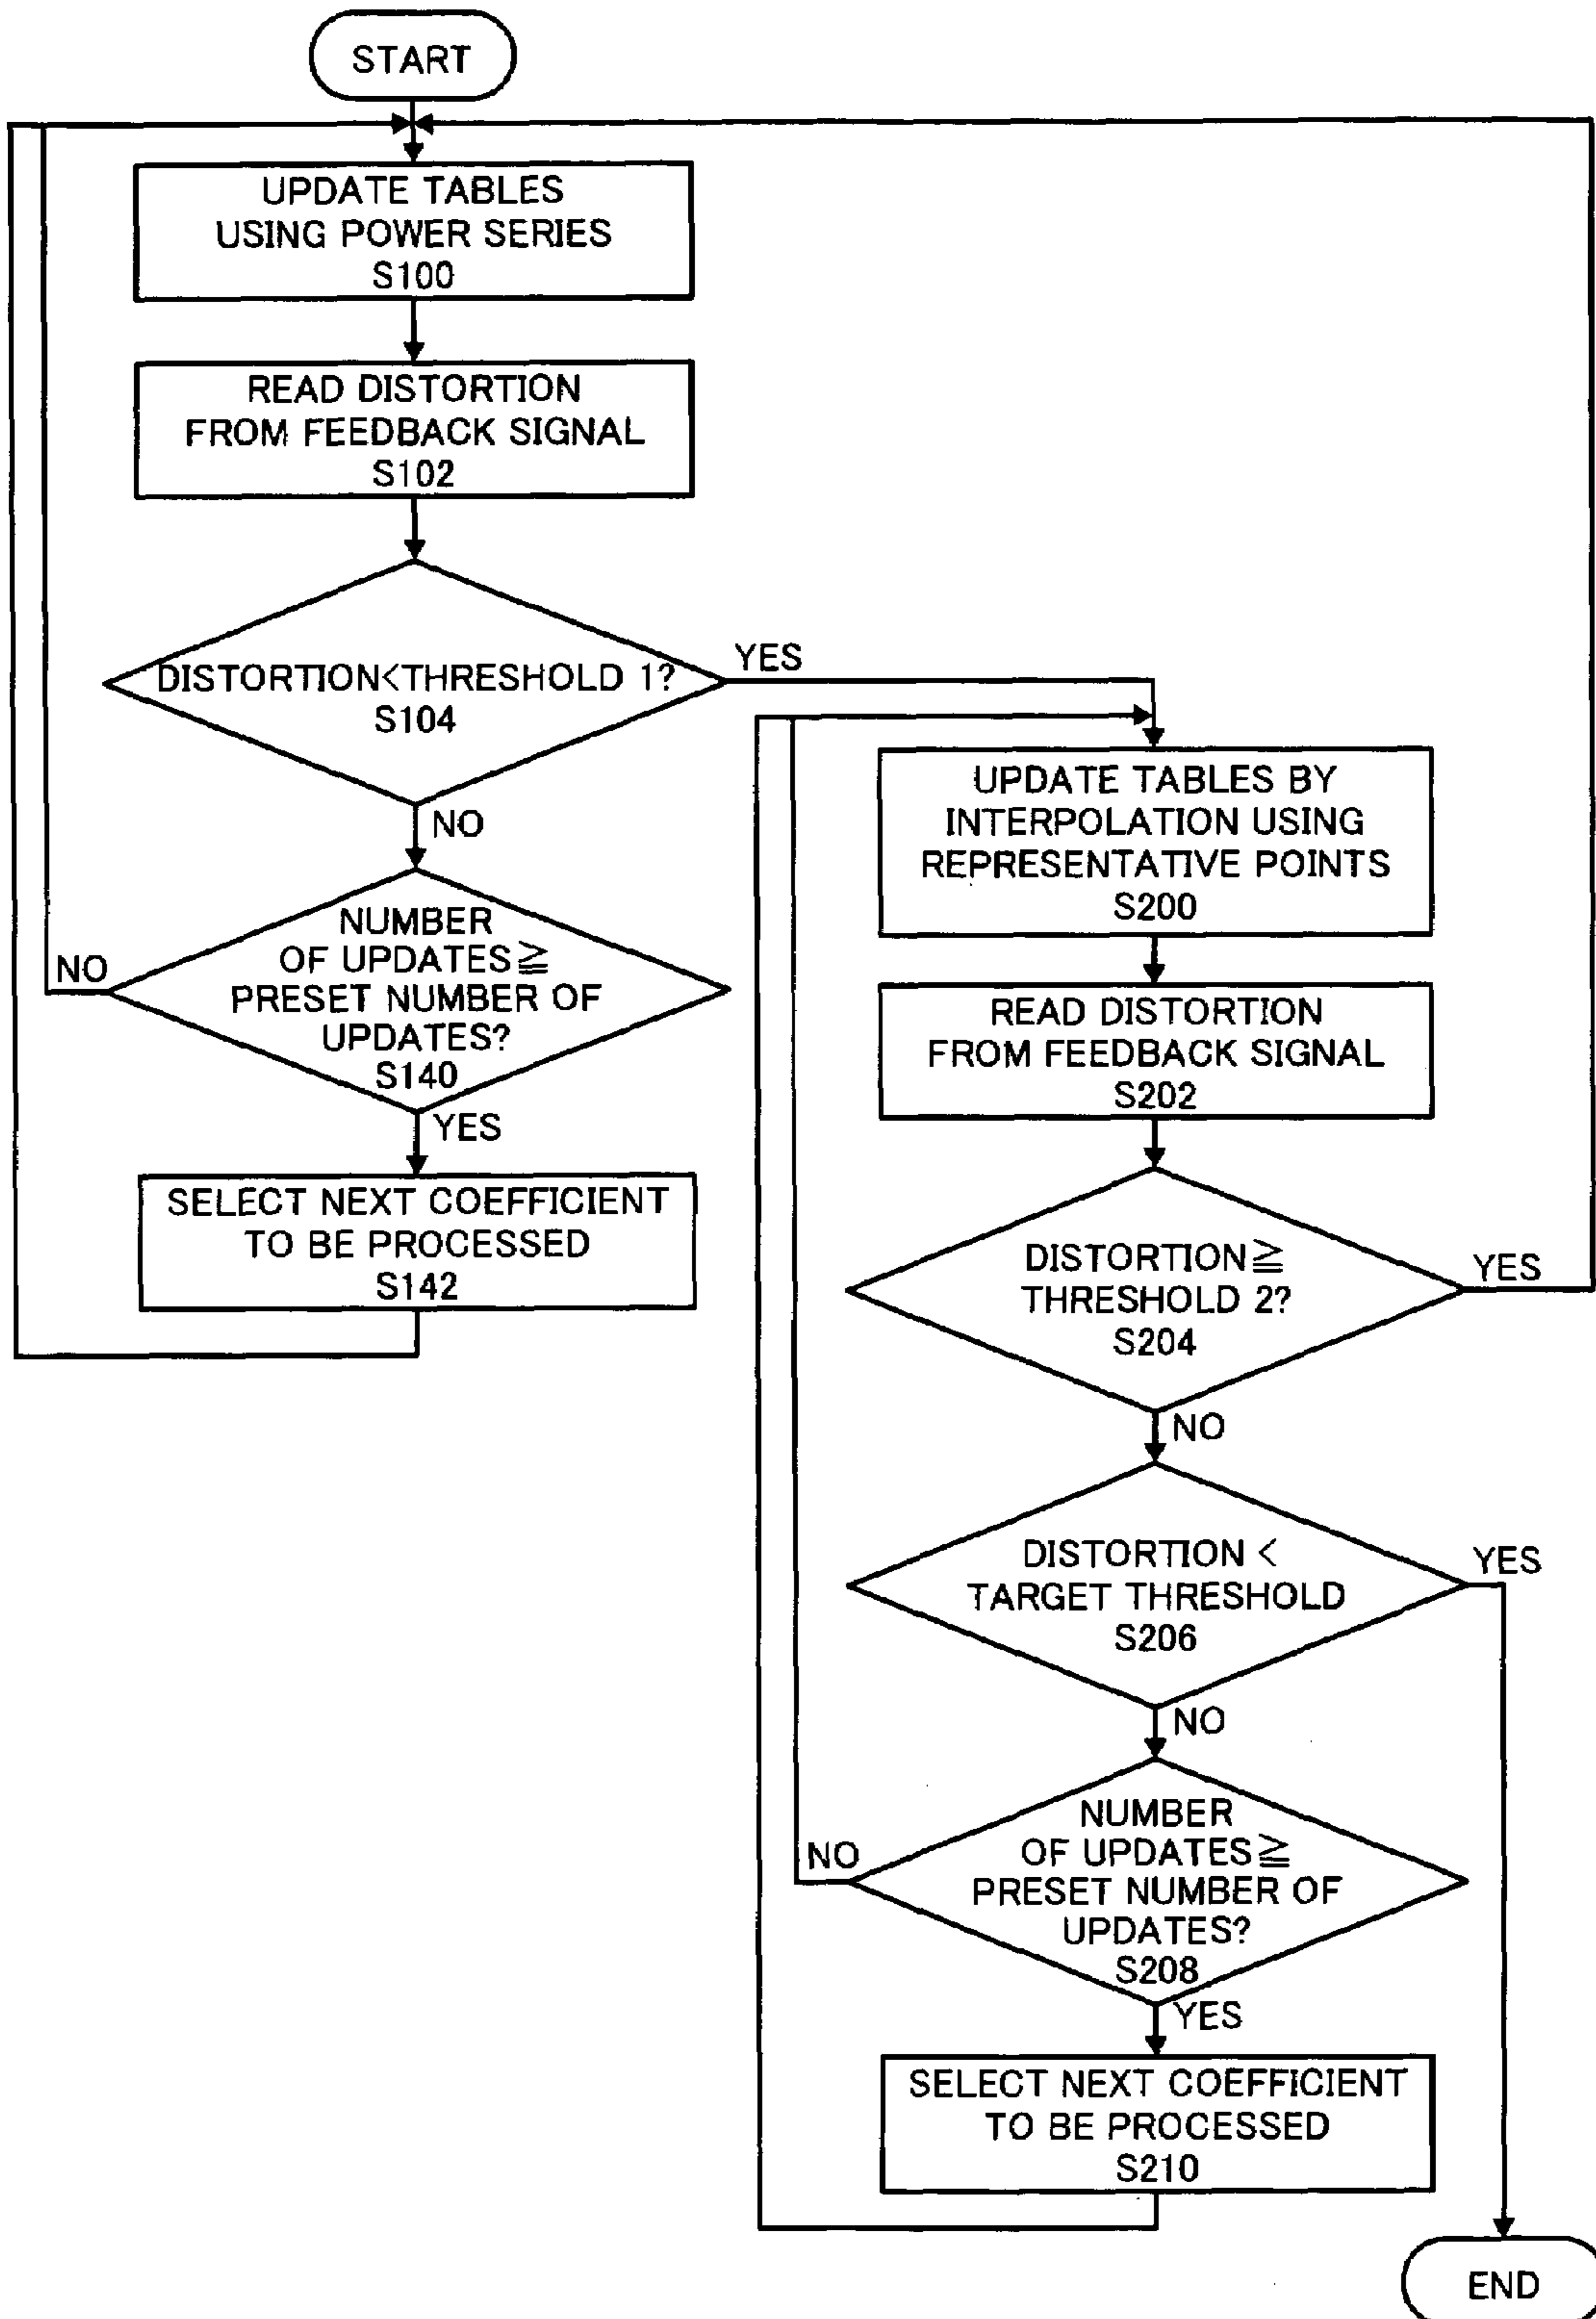 START
UPDATE TABLES
USING POWER SERIES
S100
READ DISTORTION
FROM FEEDBACK SIGNAL
S102
DISTORTION<THRESHOLD 1?
S104
YES
NO
NUMBER
OF UPDATES≧
PRESET NUMBER OF
UPDATES?
S140
NO
YES
SELECT NEXT COEFFICIENT
TO BE PROCESSED
S142
UPDATE TABLES BY
INTERPOLATION USING
REPRESENTATIVE POINTS
S200
READ DISTORTION
FROM FEEDBACK SIGNAL
S202
DISTORTION≧
THRESHOLD 2?
S204
YES
NO
DISTORTION <
TARGET THRESHOLD
S206
YES
NO
NUMBER
OF UPDATES≧
PRESET NUMBER OF
UPDATES?
S208
NO
YES
SELECT NEXT COEFFICIENT
TO BE PROCESSED
S210
END